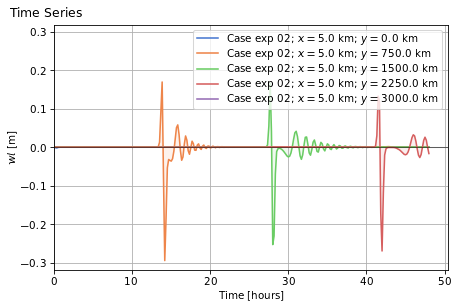 Time Series
Case exp 02; x = 5.0 km; y = 0.0 km
Case exp 02; x = 5.0 km; y = 750.0 km
Case exp 02; x = 5.0 km; y = 1500.0 km
Case exp 02; x = 5.0 km; y = 2250.0 km
Case exp 02; x = 5.0 km; y = 3000.0 km
wl [m]
0.3
0.2
0.1
0.0
−0.1
−0.2
−0.3
0 10 20 30 40 50
Time [hours]